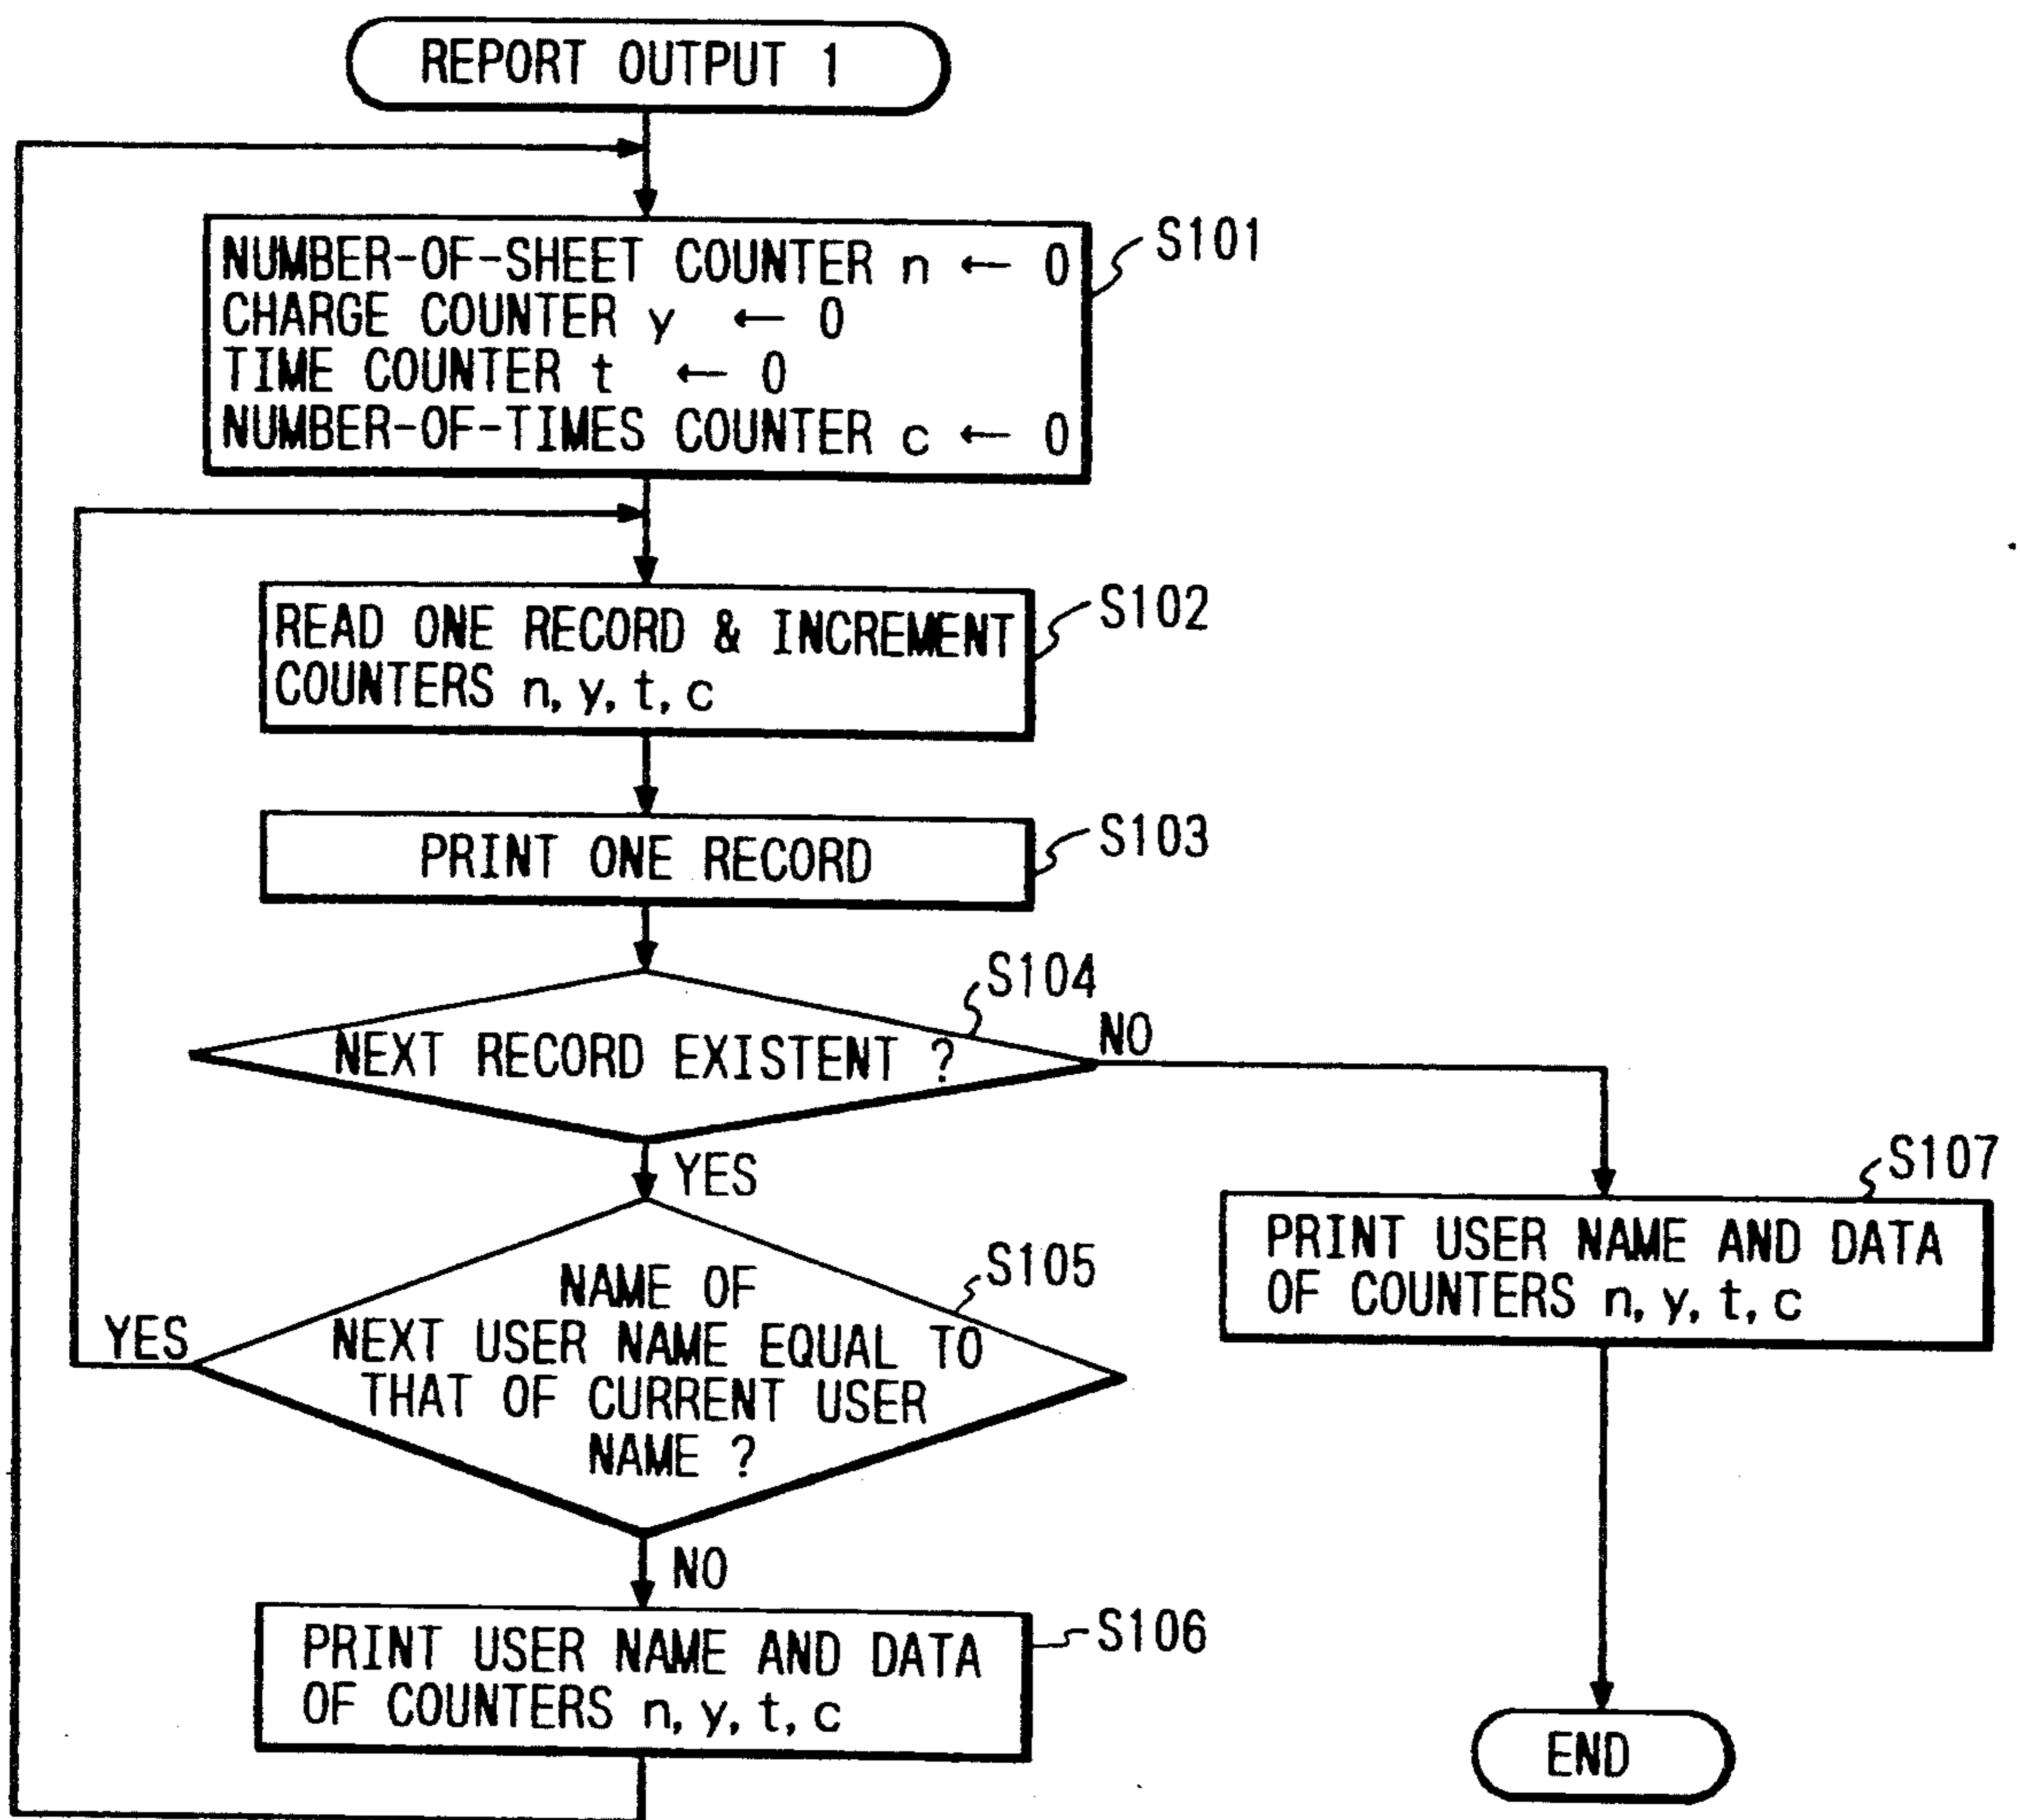 REPORT OUTPUT 1
NUMBER-OF-SHEET COUNTER n ← 0
CHARGE COUNTER y ← 0
TIME COUNTER t ← 0
NUMBER-OF-TIMES COUNTER c ← 0
S101
READ ONE RECORD & INCREMENT
COUNTERS n, y, t, c
S102
PRINT ONE RECORD
S103
S104
NEXT RECORD EXISTENT ?
NO
YES
S105
NAME OF
NEXT USER NAME EQUAL TO
THAT OF CURRENT USER
NAME ?
YES
NO
S107
PRINT USER NAME AND DATA
OF COUNTERS n, y, t, c
S106
PRINT USER NAME AND DATA
OF COUNTERS n, y, t, c
END